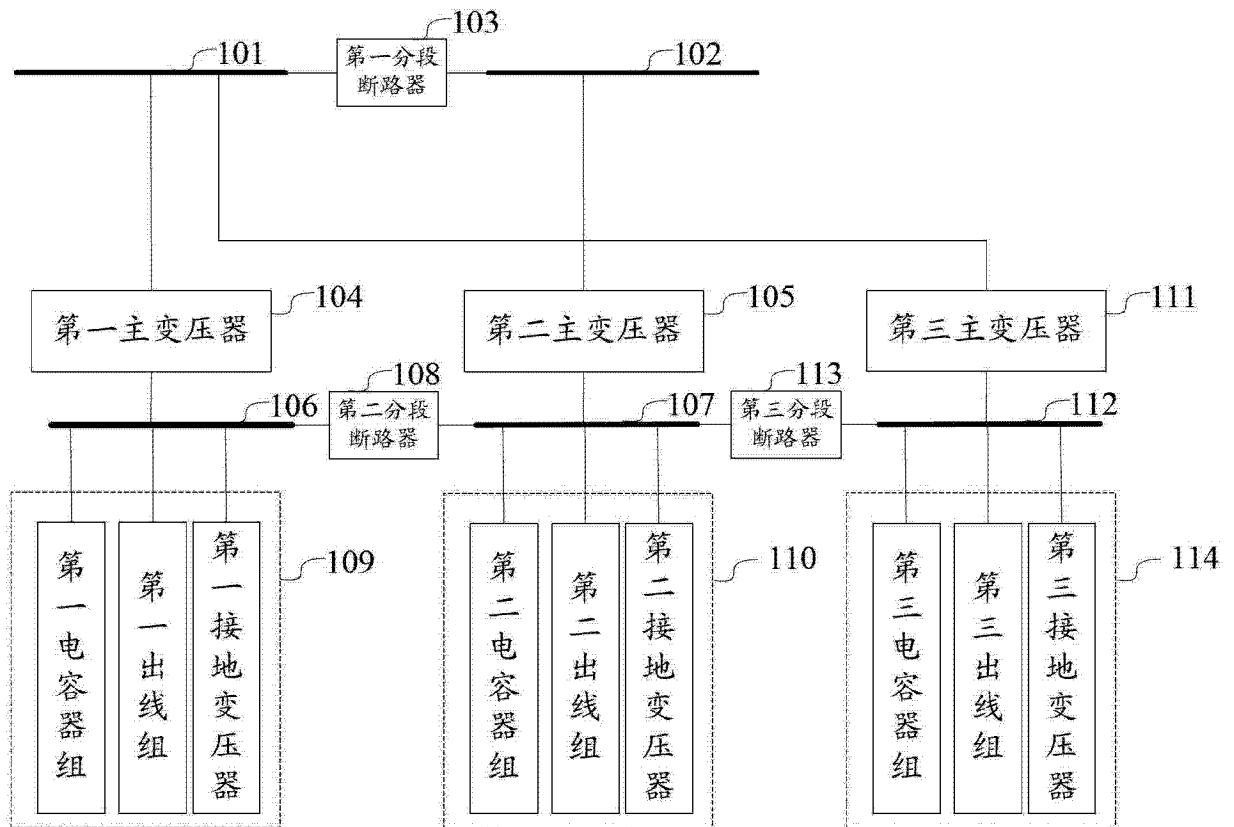 103
101
第一分段
断路器
102
104
第一主变压器
105
第二主变压器
111
第三主变压器
108
113
106
第二分段
断路器
107
第三分段
断路器
112
第一电容器组
第一出线组
第一接地变压器
109
第二电容器组
第二出线组
第二接地变压器
110
第三电容器组
第三出线组
第三接地变压器
114